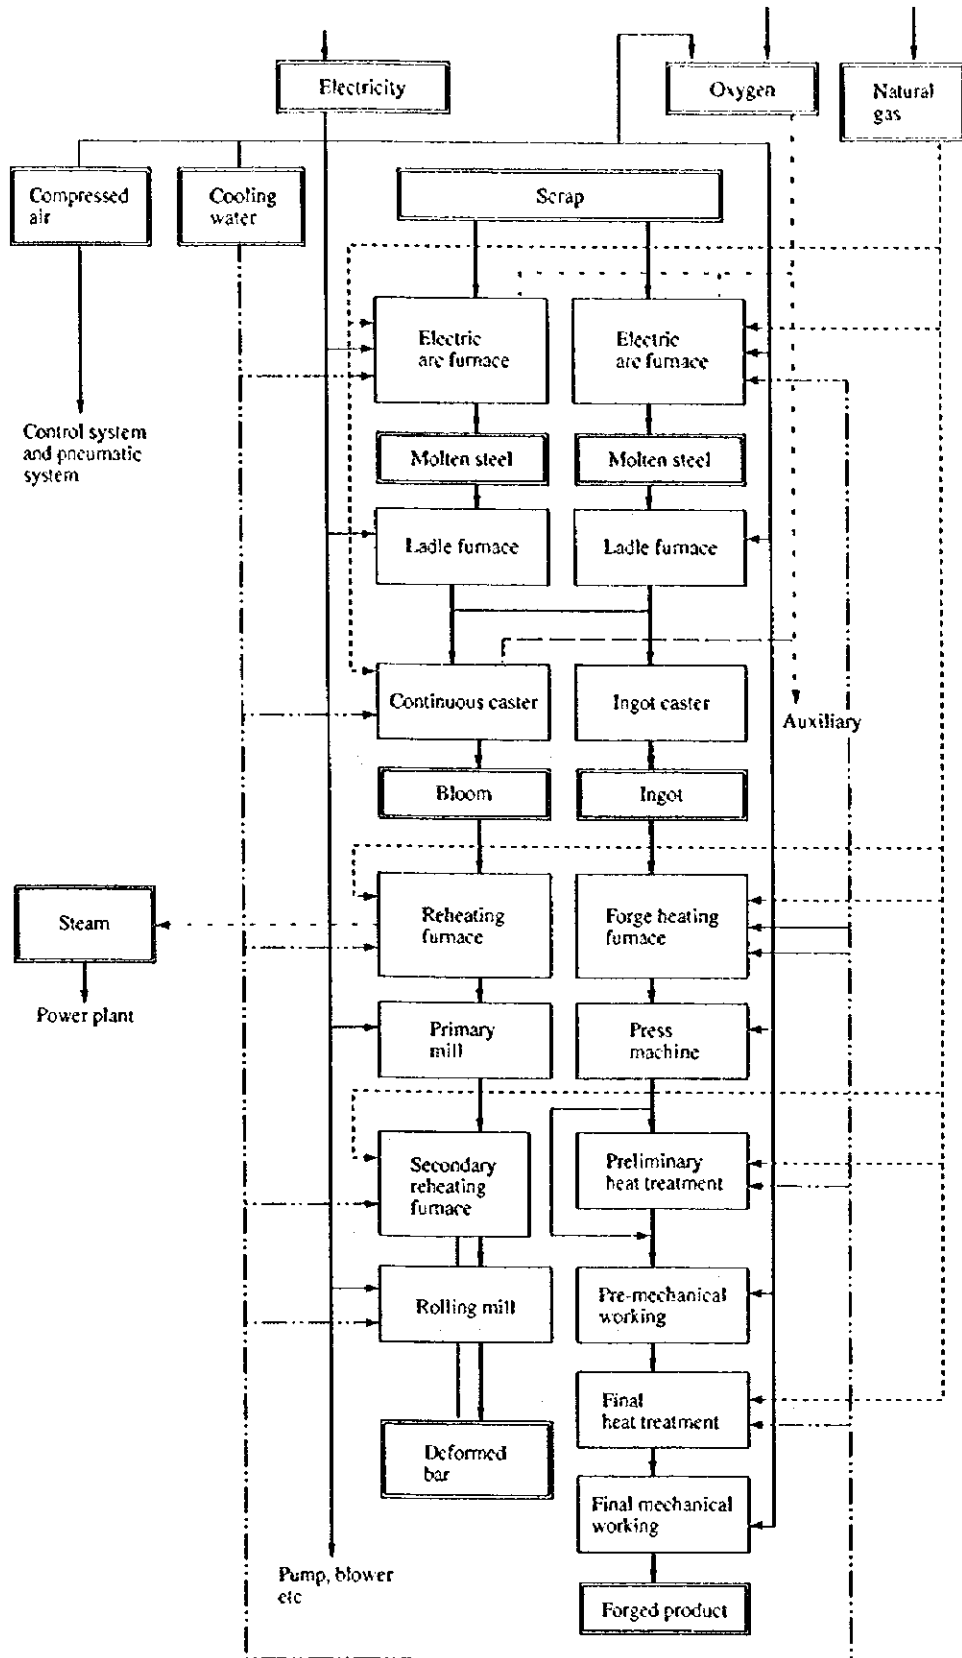 Electricity
Oxygen
Natural
gas
Compressed
air
Cooling
water
Scrap
Electric
arc furnace
Electric
arc furnace
Control system
and pneumatic
system
Molten steel
Molten steel
Ladle furnace
Ladle furnace
Continuous caster
Ingot caster
Auxiliary
Bloom
Ingot
Steam
Reheating
furnace
Forge heating
furnace
Power plant
Primary
mill
Press
machine
Secondary
reheating
furnace
Preliminary
heat treatment
Rolling mill
Pre-mechanical
working
Final
heat treatment
Deformed
bar
Final mechanical
working
Pump, blower
etc
Forged product